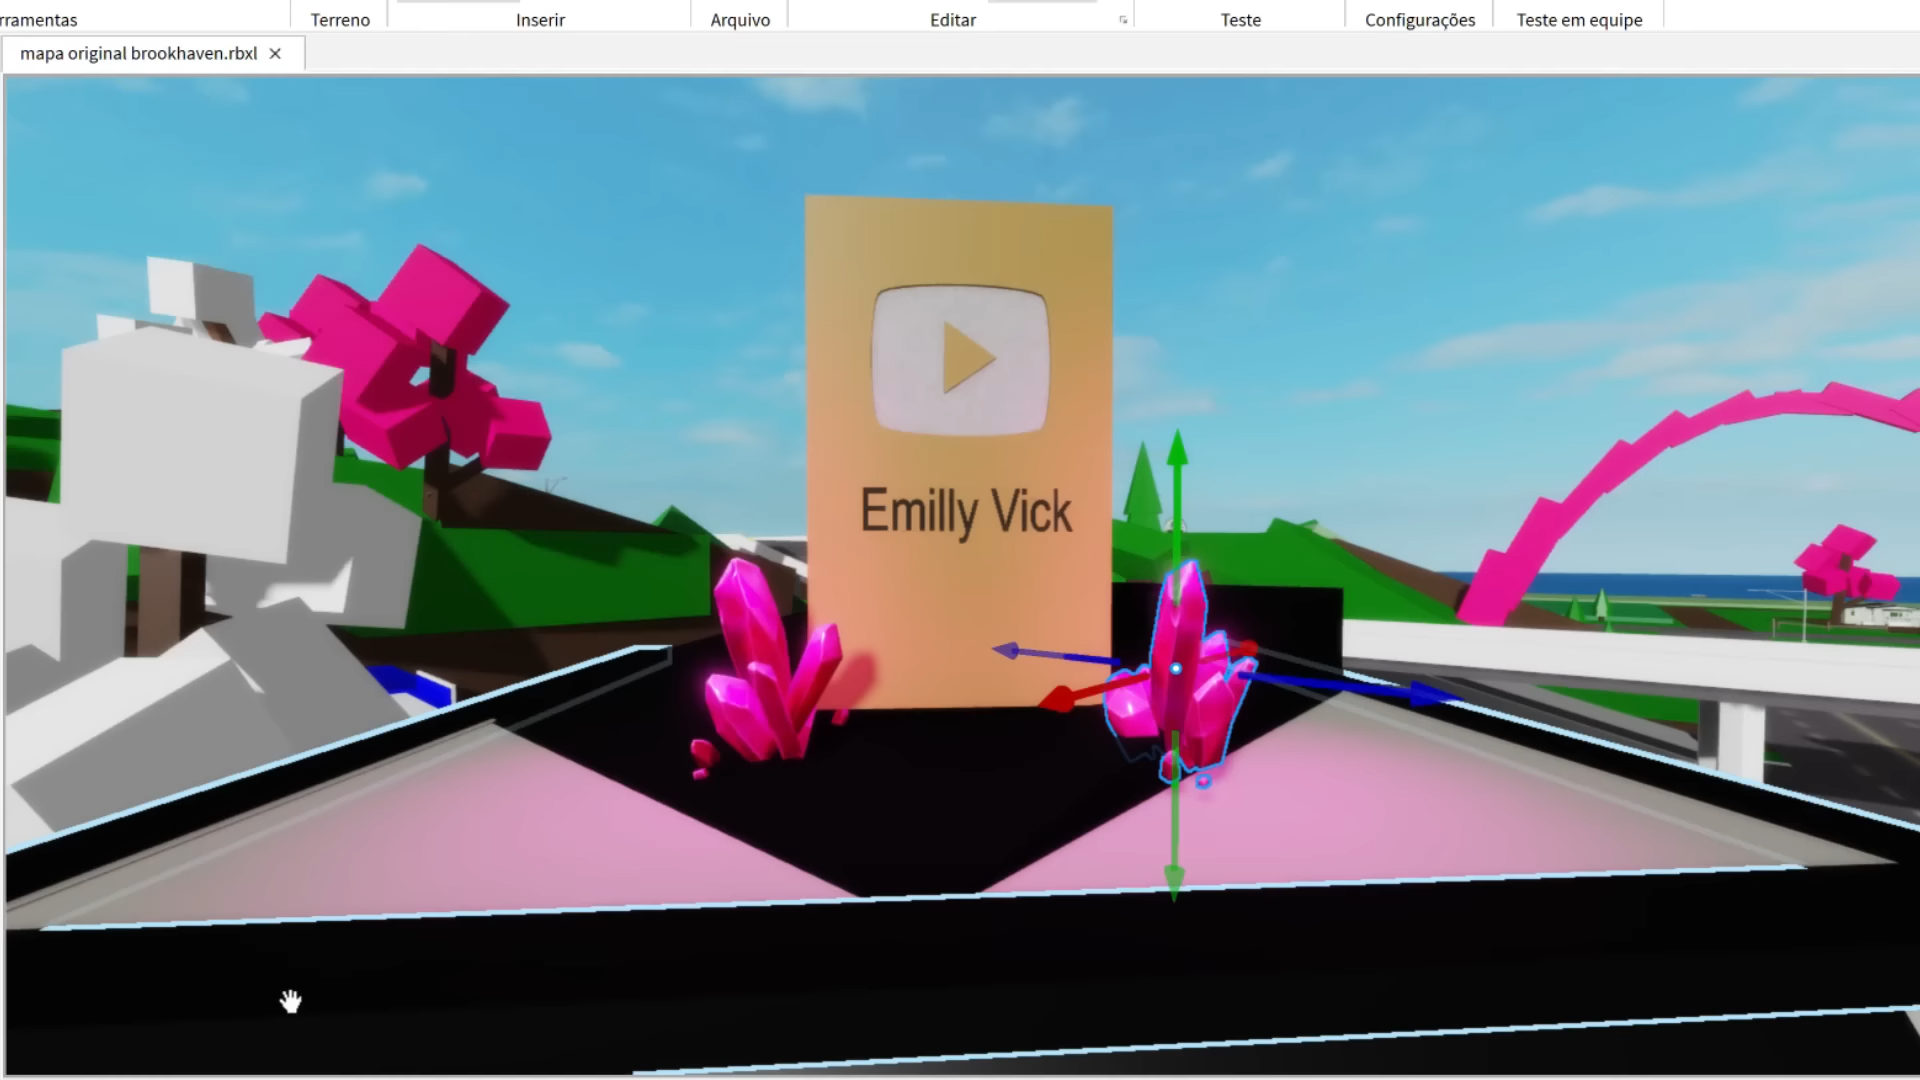 rramentas
Terreno
Inserir
Arquivo
Editar
Teste
Configurações
Teste em equipe
mapa original brookhaven.rbxl
Emilly Vick